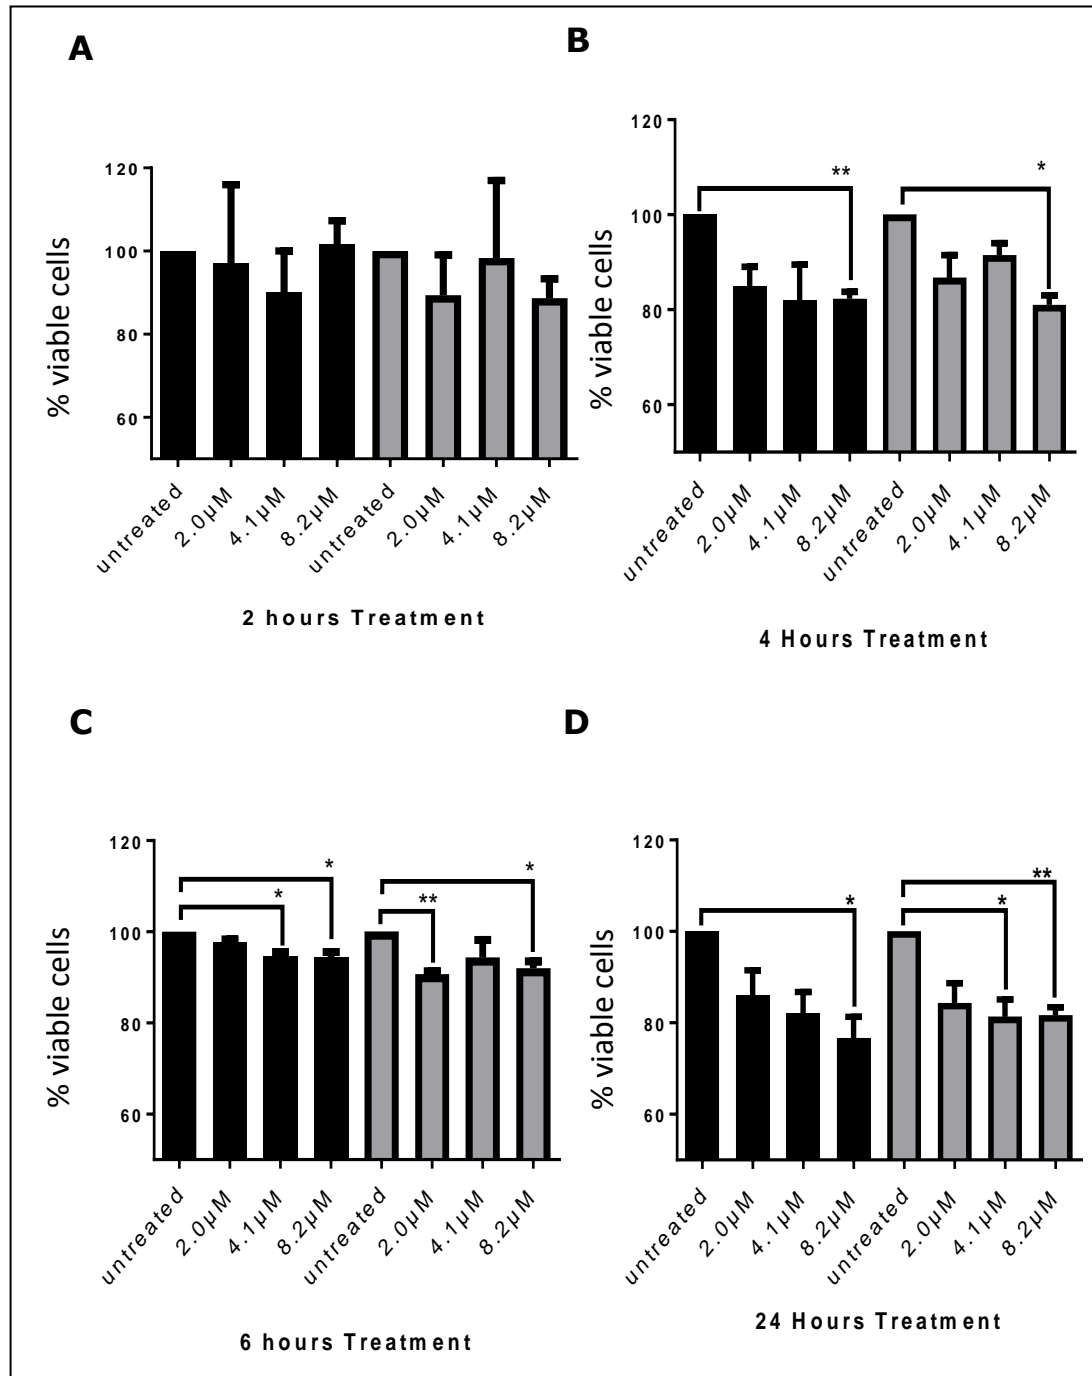 A
120
100
80
60
% viable cells
untreated
2.0µM
4.1µM
8.2µM
untreated
2.0µM
4.1µM
8.2µM
2 hours Treatment
B
120
100
80
60
% viable cells
**
*
untreated
2.0µM
4.1µM
8.2µM
untreated
2.0µM
4.1µM
8.2µM
4 Hours Treatment
C
120
100
80
60
% viable cells
*
*
**
*
untreated
2.0µM
4.1µM
8.2µM
untreated
2.0µM
4.1µM
8.2µM
6 hours Treatment
D
120
100
80
60
% viable cells
*
*
**
untreated
2.0µM
4.1µM
8.2µM
untreated
2.0µM
4.1µM
8.2µM
24 Hours Treatment